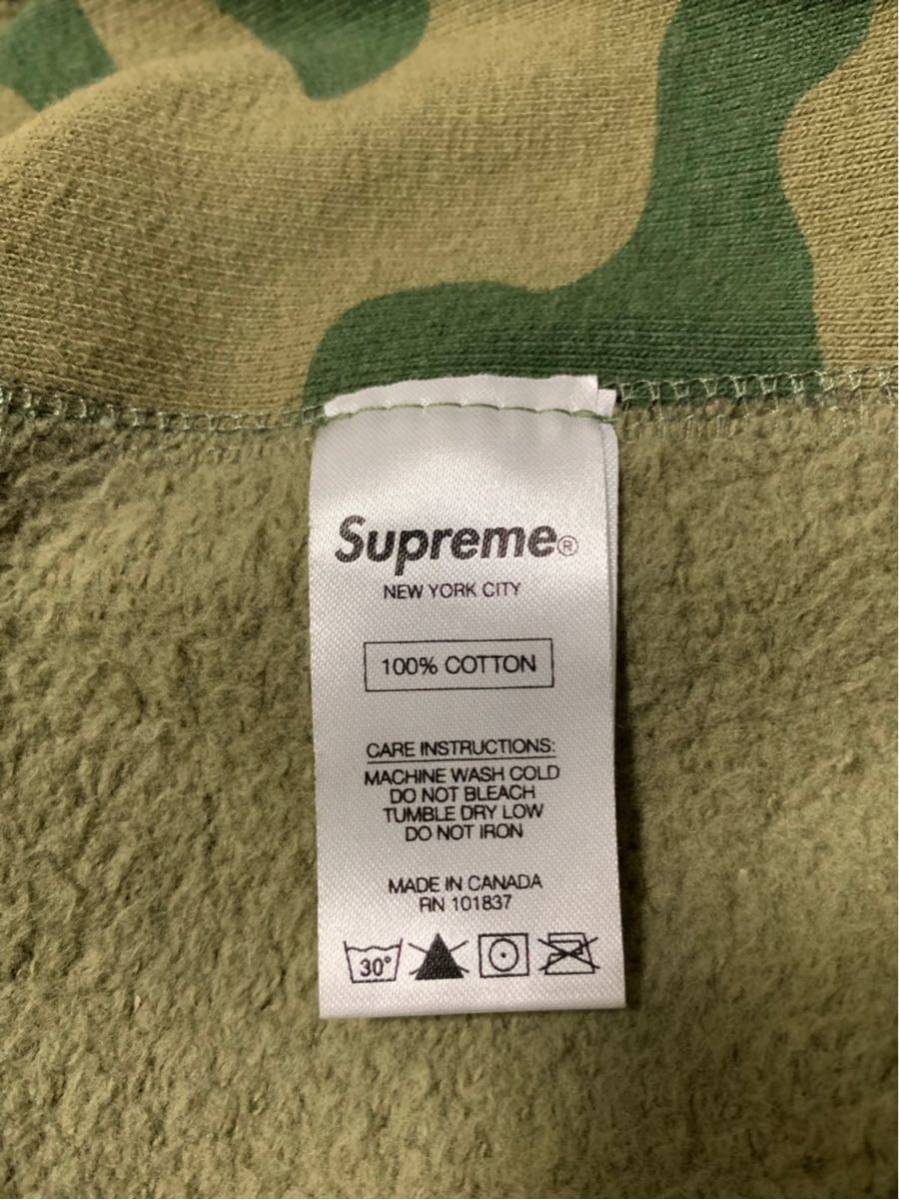 Supreme®
NEW YORK CITY
100% COTTON
CARE INSTRUCTIONS:
MACHINE WASH COLD
DO NOT BLEACH
TUMBLE DRY LOW
DO NOT IRON
MADE IN CANADA
RN 101837
30°